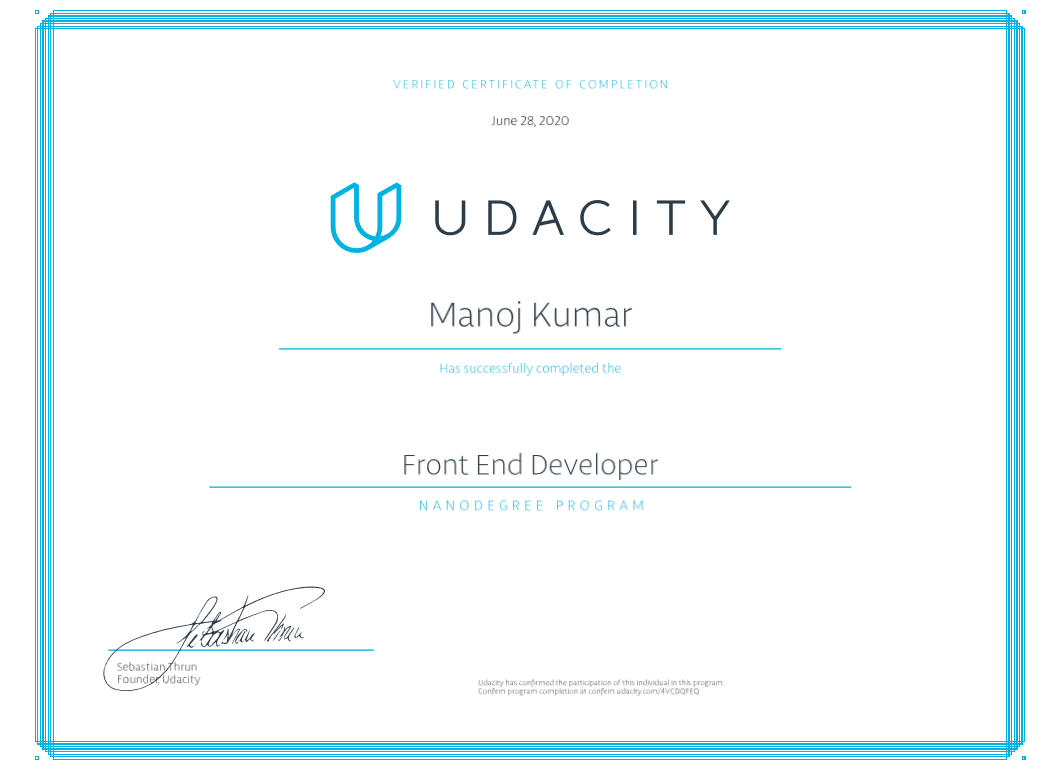 VERIFIED CERTIFICATE OF COMPLETION
June 28, 2020
UDACITY
Manoj Kumar
Has successfully completed the
Front End Developer
NANODEGREE PROGRAM
Sebastian Thrun
Sebastian Thrun
Founder, Udacity
Udacity has confirmed the participation of this individual in this program.
Confirm program completion at confirm.udacity.com/4VCDQFEQ